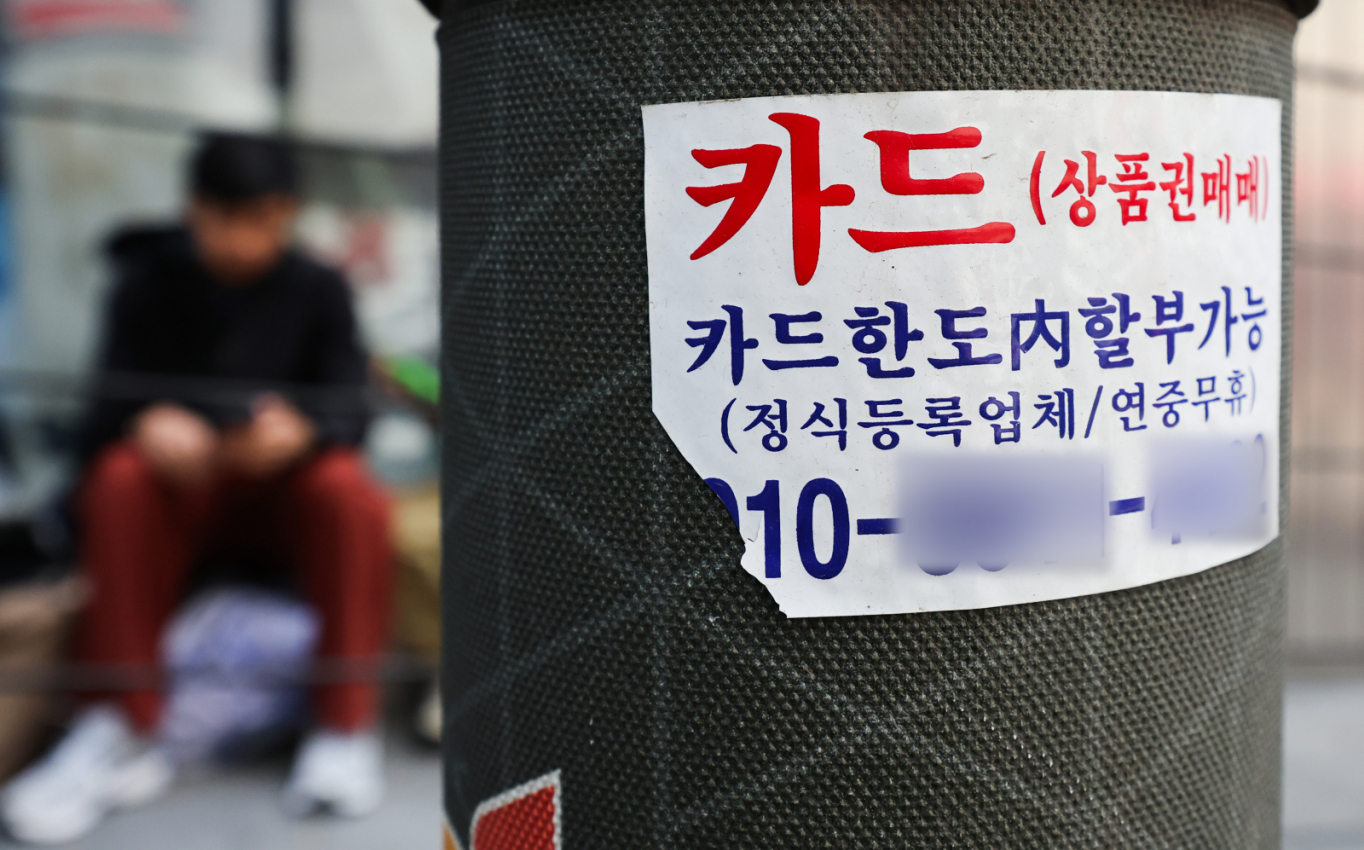 카드 (상품권매매)
카드한도內할부가능
(정식등록업체/연중무휴)
010-